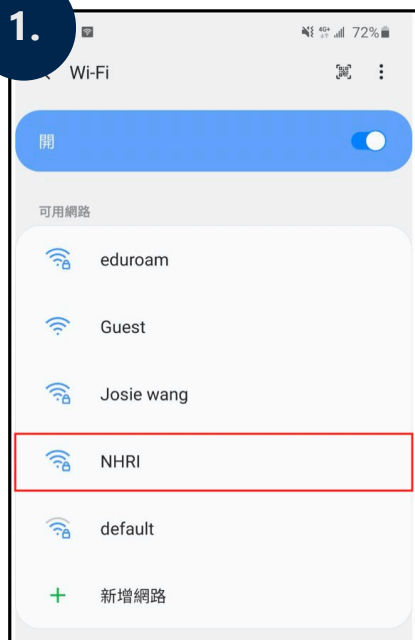 1.
4G+ 72%
Wi-Fi
開
可用網路
eduroam
Guest
Josie wang
NHRI
default
新增網路